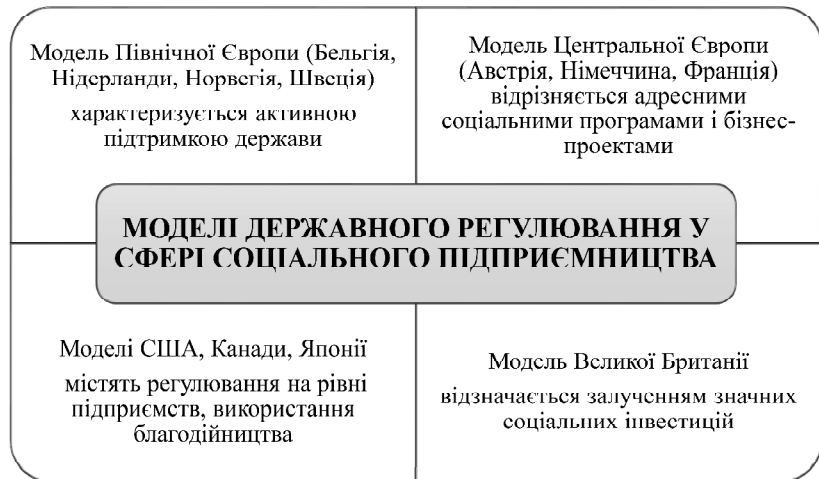 Модель Північної Європи (Бельгія,
Нідерланди, Норвегія, Швеція)
характеризується активною
підтримкою держави
Модель Центральної Європи
(Австрія, Німеччина, Франція)
відрізняється адресними
соціальними програмами і бізнес-
проектами
МОДЕЛІ ДЕРЖАВНОГО РЕГУЛЮВАННЯ У
СФЕРІ СОЦІАЛЬНОГО ПІДПРИЄМНИЦТВА
Моделі США, Канади, Японії
містять регулювання на рівні
підприємств, використання
благодійництва
Модель Великої Британії
відзначається залученням значних
соціальних інвестицій